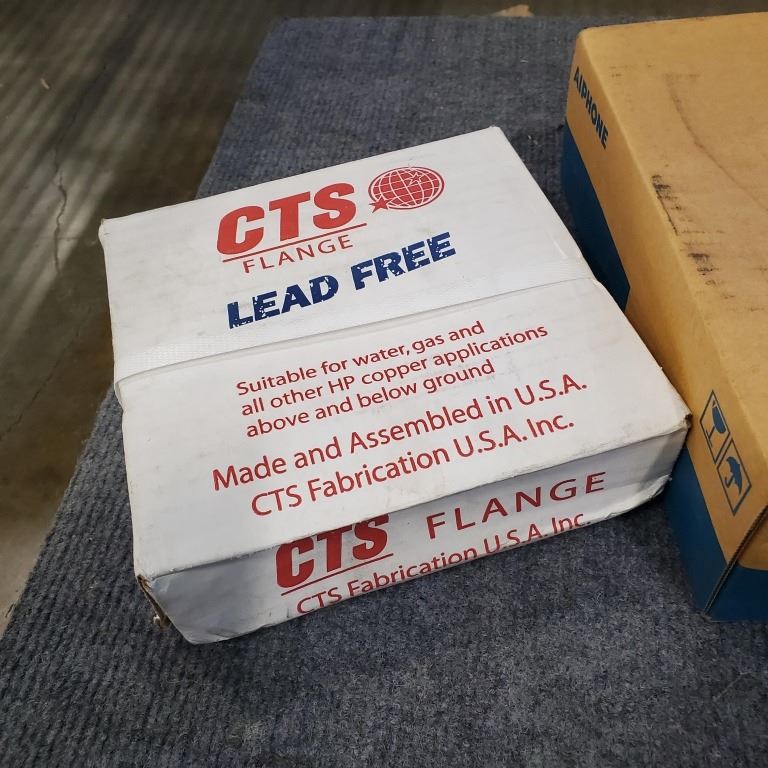 CTS
FLANGE
LEAD FREE
Suitable for water, gas and
all other HP copper applications
above and below ground
Made and Assembled in U.S.A.
CTS Fabrication U.S.A. Inc.
CTS FLANGE
CTS Fabrication U.S.A. Inc.
AIPHONE